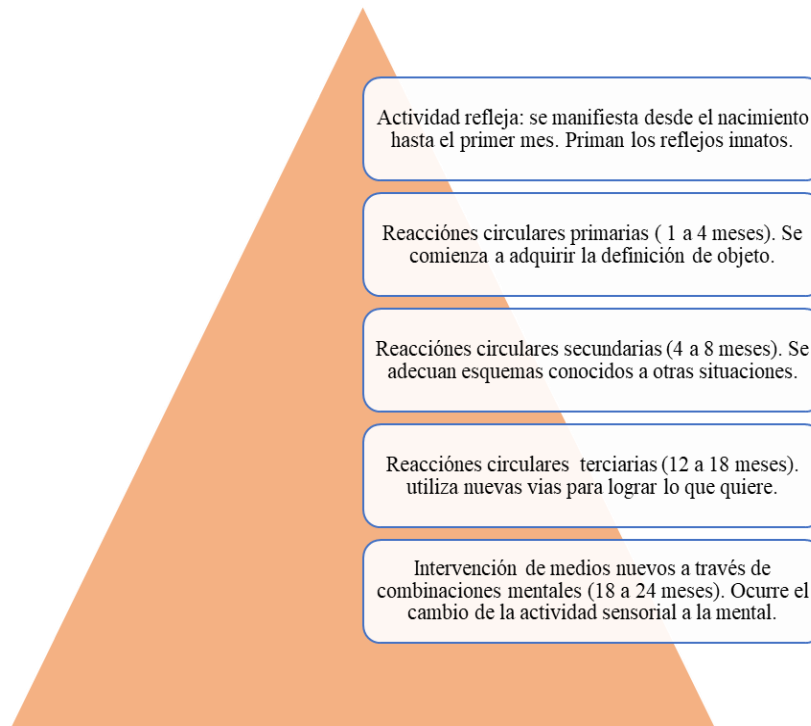 Actividad refleja: se manifiesta desde el nacimiento
hasta el primer mes. Priman los reflejos innatos.
Reacciónes circulares primarias ( 1 a 4 meses). Se
comienza a adquirir la definición de objeto.
Reacciónes circulares secundarias (4 a 8 meses). Se
adecuan esquemas conocidos a otras situaciones.
Reacciónes circulares terciarias (12 a 18 meses).
utiliza nuevas vias para lograr lo que quiere.
Intervención de medios nuevos a través de
combinaciones mentales (18 a 24 meses). Ocurre el
cambio de la actividad sensorial a la mental.